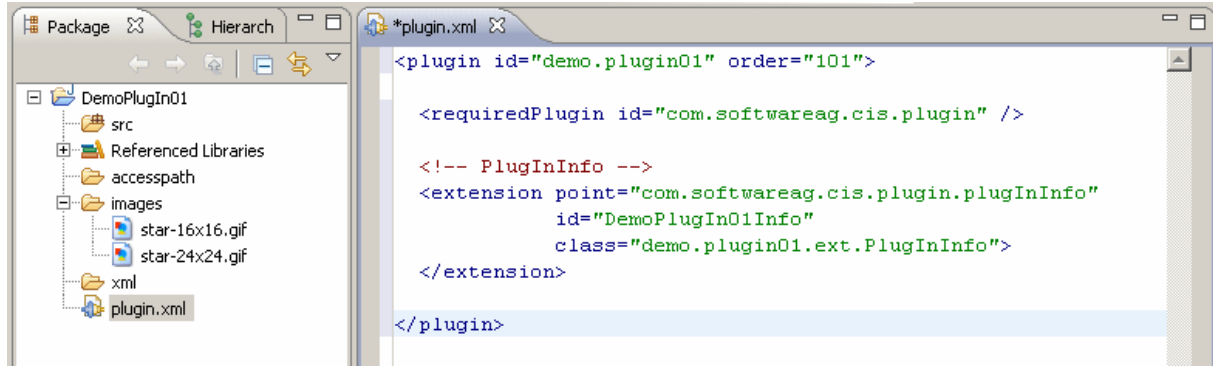 Package
Hierarch
DemoPlugIn01
src
Referenced Libraries
accesspath
images
star-16x16.gif
star-24x24.gif
xml
plugin.xml
*plugin.xml
<plugin id="demo.plugin01" order="101">
<requiredPlugin id="com.softwareag.cis.plugin" />
<!-- PlugInInfo -->
<extension point="com.softwareag.cis.plugin.plugInInfo"
id="DemoPlugIn01Info"
class="demo.plugin01.ext.PlugInInfo">
</extension>
</plugin>